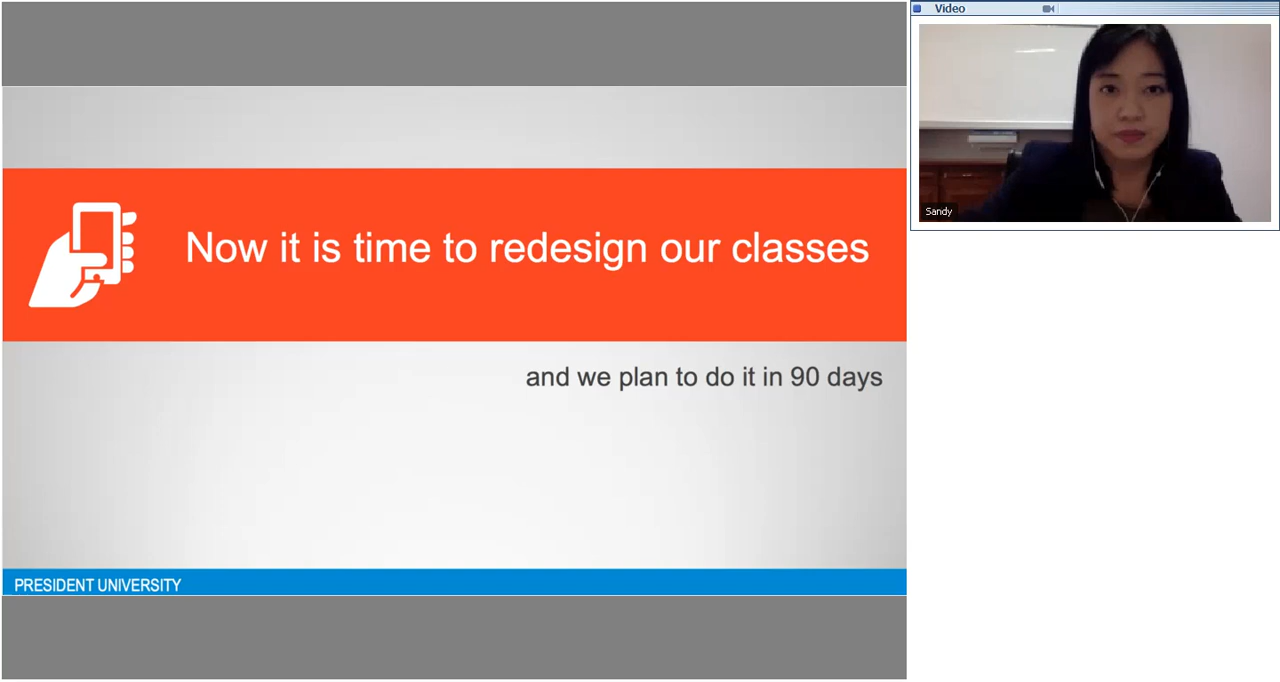 Video
Sandy
Now it is time to redesign our classes
and we plan to do it in 90 days
PRESIDENT UNIVERSITY